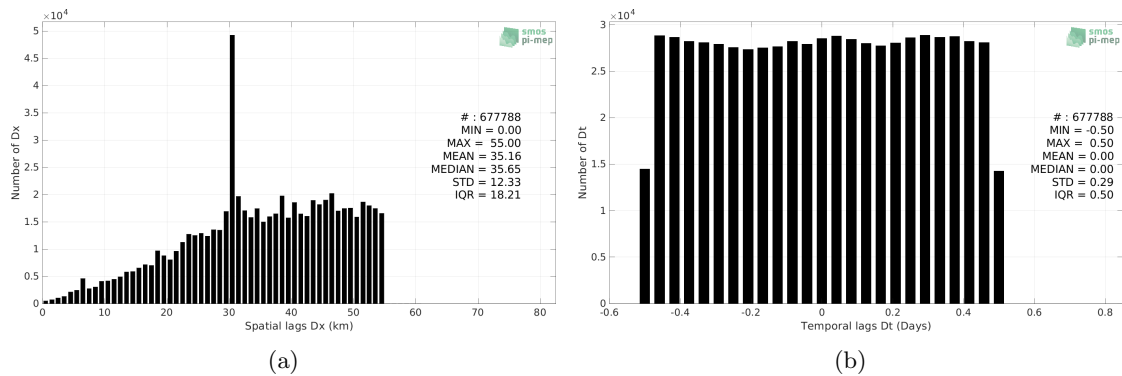 ×10⁴
5
4.5
4
3.5
3
2.5
2
1.5
1
0.5
0
Number of Dx
smos
pi-mep
# : 677788
MIN = 0.00
MAX = 55.00
MEAN = 35.16
MEDIAN = 35.65
STD = 12.33
IQR = 18.21
0 10 20 30 40 50 60 70 80
Spatial lags Dx (km)
(a)
×10⁴
3
2.5
2
1.5
1
0.5
0
Number of Dt
smos
pi-mep
# : 677788
MIN = -0.50
MAX = 0.50
MEAN = 0.00
MEDIAN = 0.00
STD = 0.29
IQR = 0.50
-0.6 -0.4 -0.2 0 0.2 0.4 0.6 0.8
Temporal lags Dt (Days)
(b)